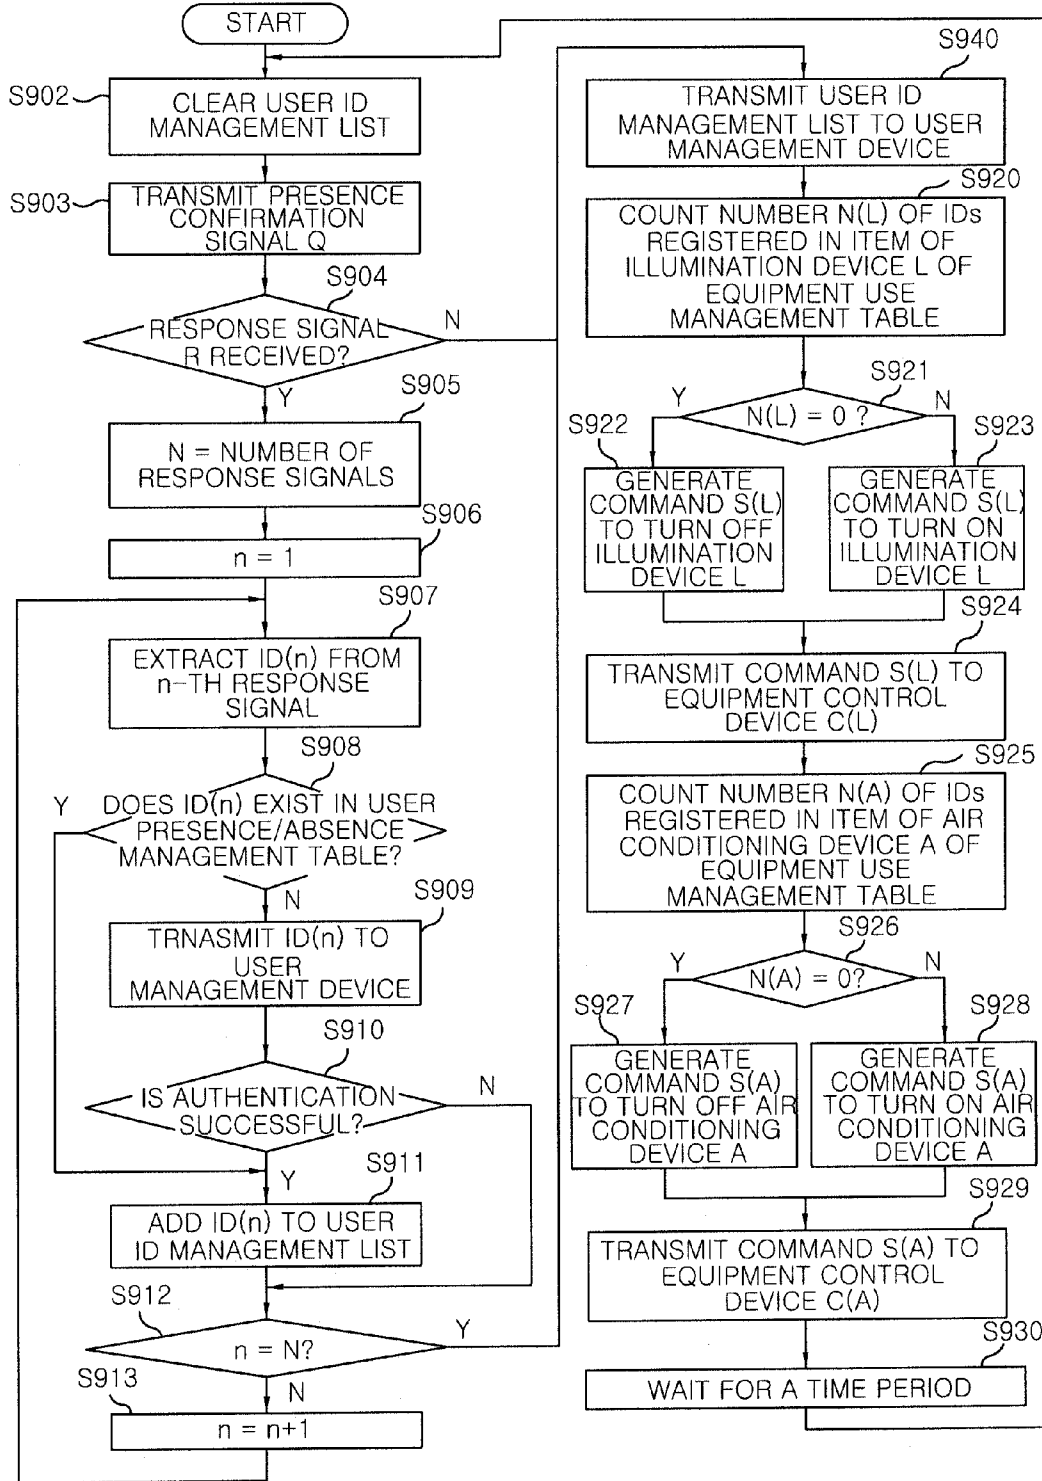 START
S902
CLEAR USER ID
MANAGEMENT LIST
S903
TRANSMIT PRESENCE
CONFIRMATION
SIGNAL Q
S904
RESPONSE SIGNAL
R RECEIVED?
N
Y
S905
N = NUMBER OF
RESPONSE SIGNALS
S906
n = 1
S907
EXTRACT ID(n) FROM
n-TH RESPONSE
SIGNAL
S908
Y
DOES ID(n) EXIST IN USER
PRESENCE/ABSENCE
MANAGEMENT TABLE?
N
S909
TRNASMIT ID(n) TO
USER
MANAGEMENT DEVICE
S910
IS AUTHENTICATION
SUCCESSFUL?
N
Y
S911
ADD ID(n) TO USER
ID MANAGEMENT LIST
S912
n = N?
Y
N
S913
n = n+1
S940
TRANSMIT USER ID
MANAGEMENT LIST TO USER
MANAGEMENT DEVICE
S920
COUNT NUMBER N(L) OF IDs
REGISTERED IN ITEM OF
ILLUMINATION DEVICE L OF
EQUIPMENT USE
MANAGEMENT TABLE
S921
Y
N(L) = 0 ?
N
S922
GENERATE
COMMAND S(L)
TO TURN OFF
ILLUMINATION
DEVICE L
S923
GENERATE
COMMAND S(L)
TO TURN ON
ILLUMINATION
DEVICE L
S924
TRANSMIT COMMAND S(L) TO
EQUIPMENT CONTROL
DEVICE C(L)
S925
COUNT NUMBER N(A) OF IDs
REGISTERED IN ITEM OF AIR
CONDITIONING DEVICE A OF
EQUIPMENT USE
MANAGEMENT TABLE
S926
Y
N(A) = 0?
N
S927
GENERATE
COMMAND S(A)
TO TURN OFF AIR
CONDITIONING
DEVICE A
S928
GENERATE
COMMAND S(A)
TO TURN ON AIR
CONDITIONING
DEVICE A
S929
TRANSMIT COMMAND S(A) TO
EQUIPMENT CONTROL
DEVICE C(A)
S930
WAIT FOR A TIME PERIOD